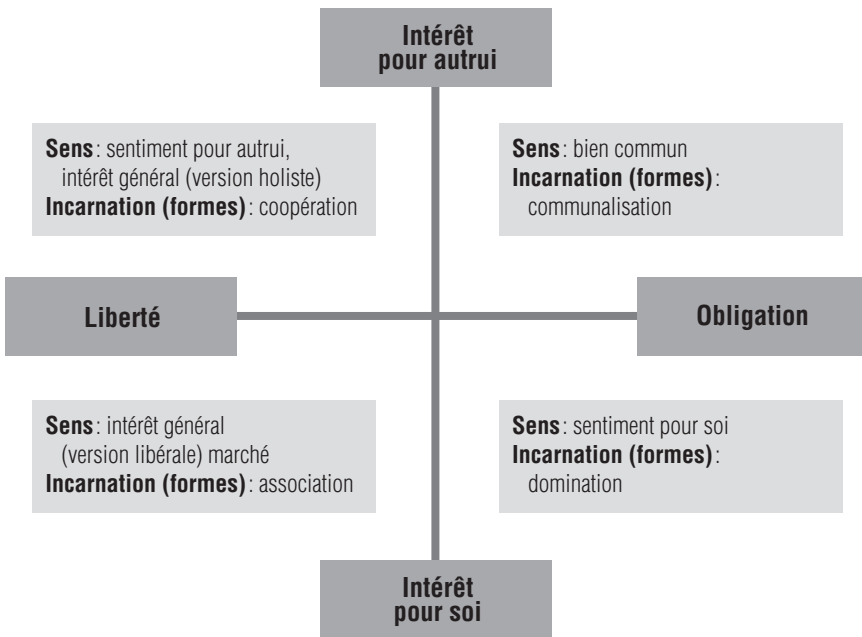 Intérêt
pour autrui
Sens : sentiment pour autrui,
intérêt général (version holiste)
Incarnation (formes) : coopération
Sens : bien commun
Incarnation (formes) :
communalisation
Liberté
Obligation
Sens : intérêt général
(version libérale) marché
Incarnation (formes) : association
Sens : sentiment pour soi
Incarnation (formes) :
domination
Intérêt
pour soi